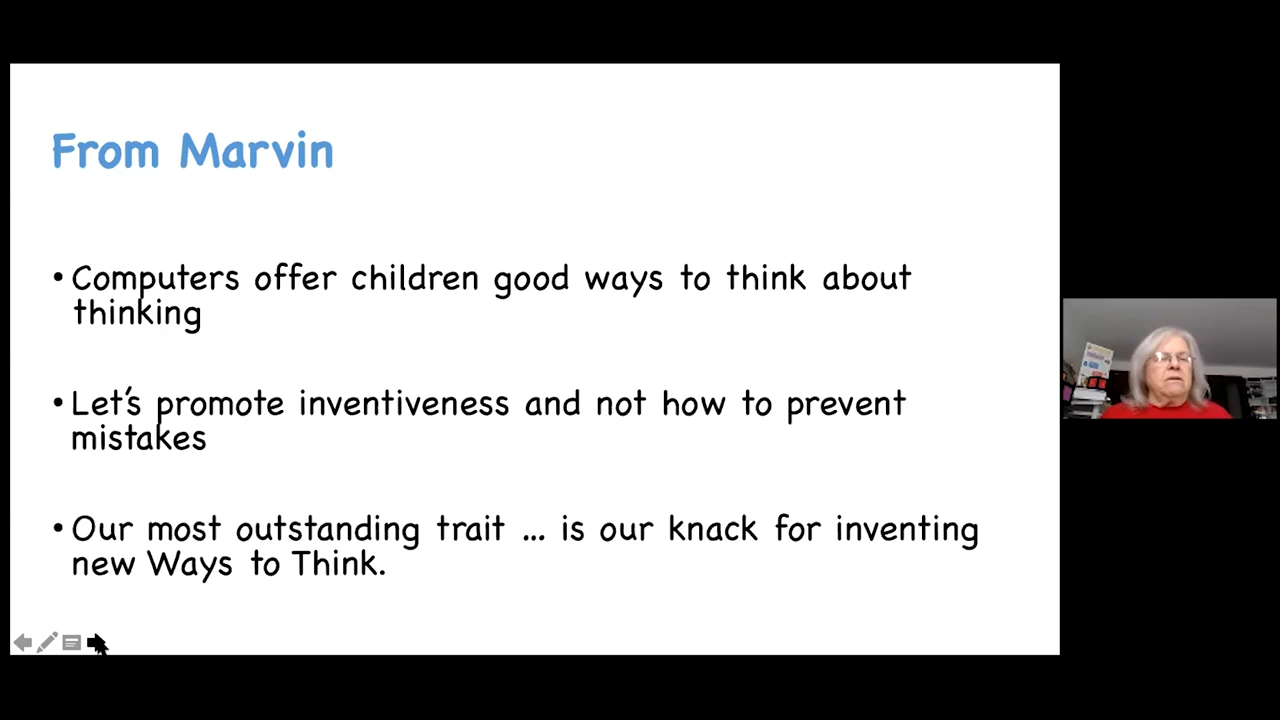 From Marvin
• Computers offer children good ways to think about
thinking
• Let's promote inventiveness and not how to prevent
mistakes
• Our most outstanding trait ... is our knack for inventing
new Ways to Think.